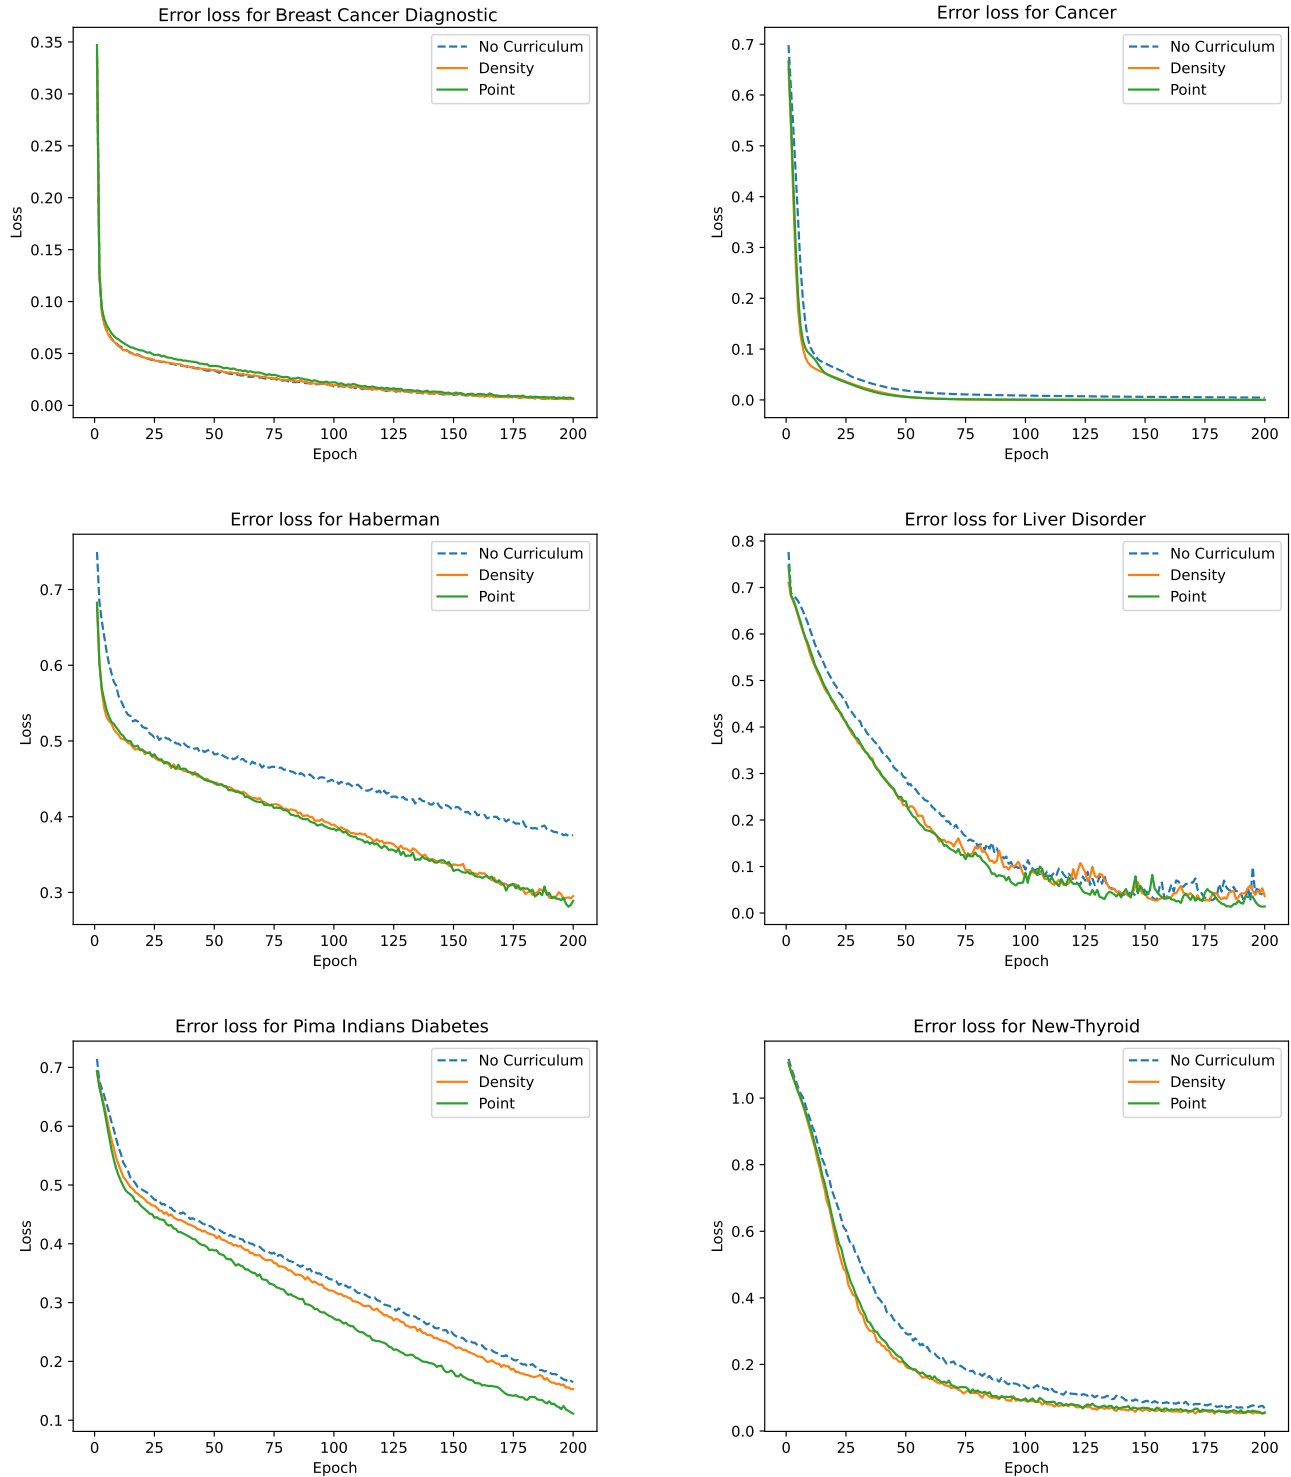 Error loss for Breast Cancer Diagnostic
No Curriculum
Density
Point
Loss
0.35
0.30
0.25
0.20
0.15
0.10
0.05
0.00
0 25 50 75 100 125 150 175 200
Epoch
Error loss for Cancer
No Curriculum
Density
Point
Loss
0.7
0.6
0.5
0.4
0.3
0.2
0.1
0.0
0 25 50 75 100 125 150 175 200
Epoch
Error loss for Haberman
No Curriculum
Density
Point
Loss
0.7
0.6
0.5
0.4
0.3
0 25 50 75 100 125 150 175 200
Epoch
Error loss for Liver Disorder
No Curriculum
Density
Point
Loss
0.8
0.7
0.6
0.5
0.4
0.3
0.2
0.1
0.0
0 25 50 75 100 125 150 175 200
Epoch
Error loss for Pima Indians Diabetes
No Curriculum
Density
Point
Loss
0.7
0.6
0.5
0.4
0.3
0.2
0.1
0 25 50 75 100 125 150 175 200
Epoch
Error loss for New-Thyroid
No Curriculum
Density
Point
Loss
1.0
0.8
0.6
0.4
0.2
0.0
0 25 50 75 100 125 150 175 200
Epoch